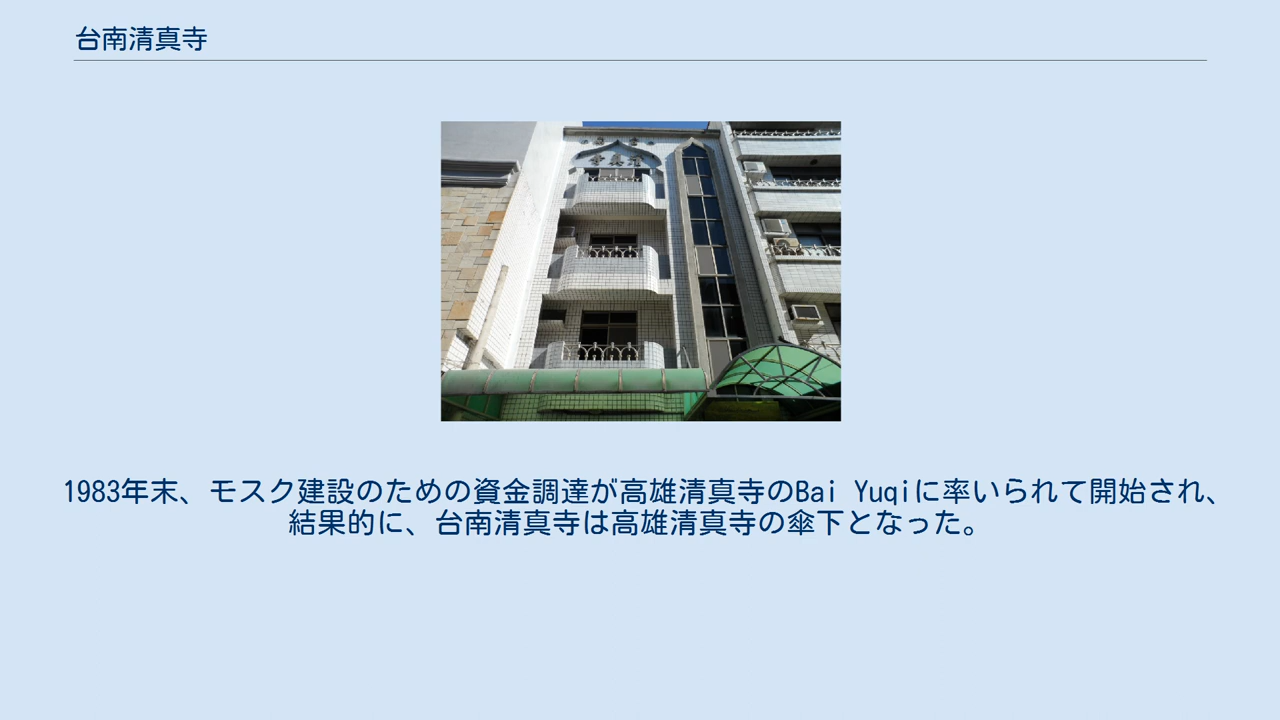 台南清真寺
清真寺
1983年末、モスク建設のための資金調達が高雄清真寺のBai Yuqiに率いられて開始され、
結果的に、台南清真寺は高雄清真寺の傘下となった。